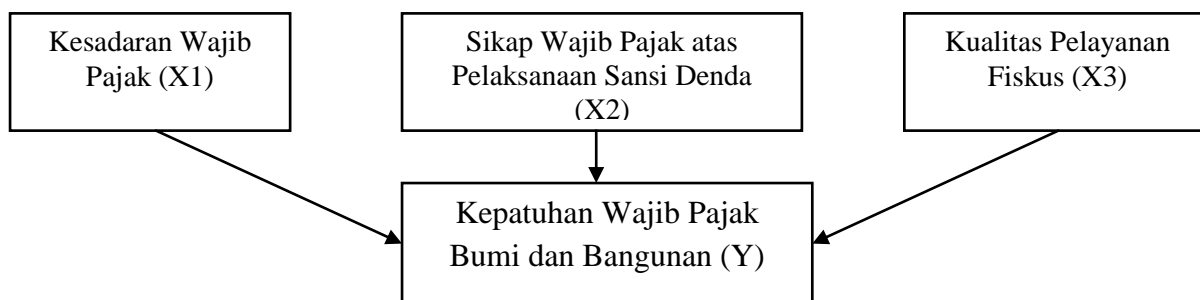 Kesadaran Wajib
Pajak (X1)
Sikap Wajib Pajak atas
Pelaksanaan Sansi Denda
(X2)
Kualitas Pelayanan
Fiskus (X3)
Kepatuhan Wajib Pajak
Bumi dan Bangunan (Y)